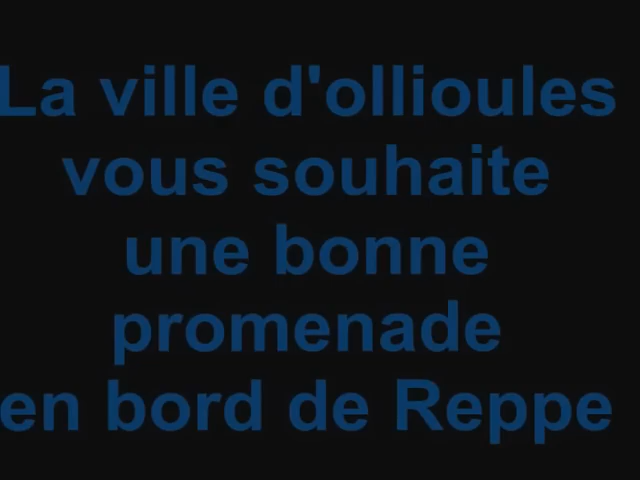 La ville d'ollioules
vous souhaite
une bonne
promenade
en bord de Reppe